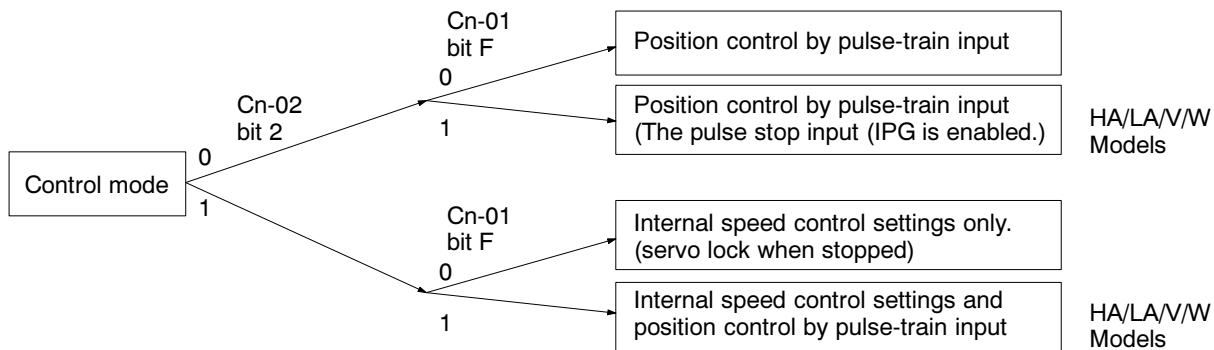 Cn-01
bit F
0
Position control by pulse-train input
Cn-02
bit 2
1
Position control by pulse-train input
(The pulse stop input (IPG is enabled.)
HA/LA/V/W
Models
0
Control mode
1
Cn-01
bit F
0
Internal speed control settings only.
(servo lock when stopped)
1
Internal speed control settings and
position control by pulse-train input
HA/LA/V/W
Models